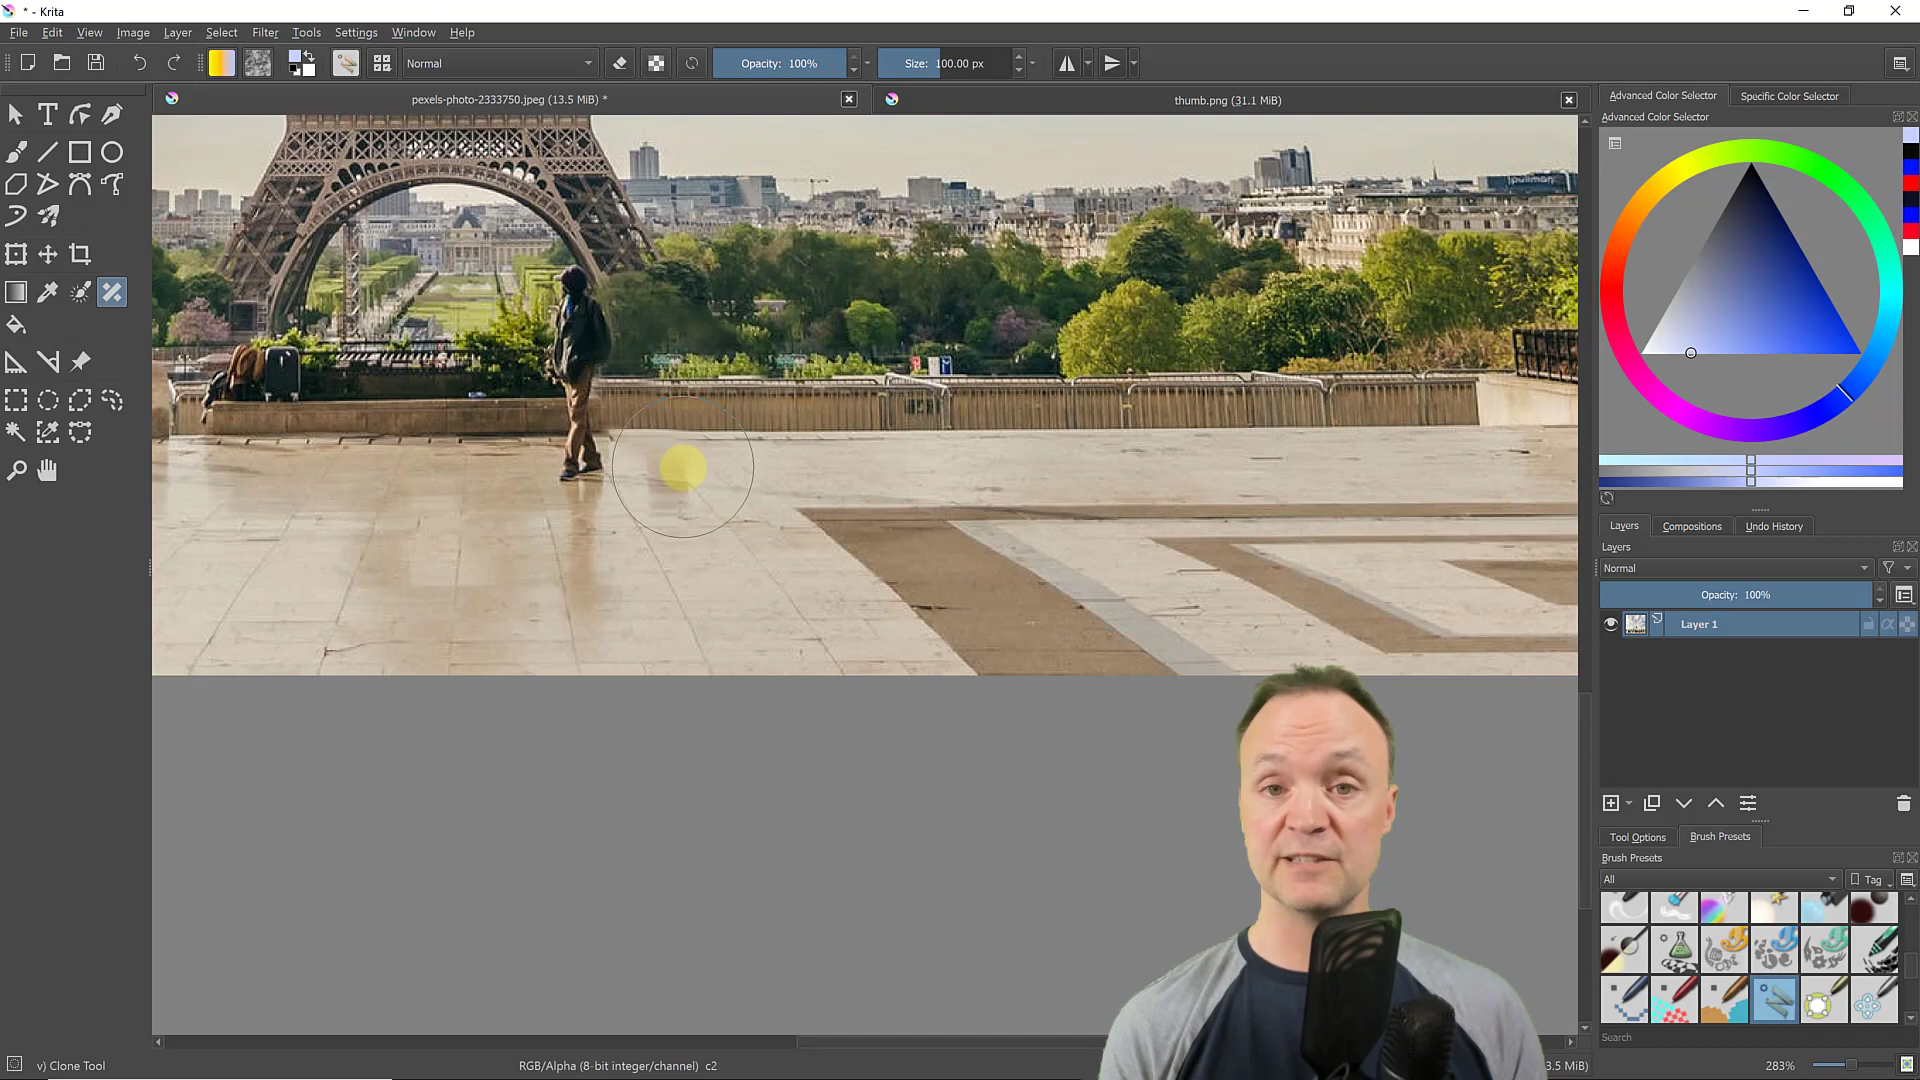 * - Krita
File Edit View Image Layer Select Filter Tools Settings Window Help
Normal
Opacity: 100%
Size: 100.00 px
pexels-photo-2333750.jpeg (13.5 MiB) *
thumb.png (31.1 MiB)
Advanced Color Selector
Specific Color Selector
Advanced Color Selector
pullman
Layers
Compositions
Undo History
Layers
Normal
Opacity: 100%
Layer 1
Tool Options
Brush Presets
Brush Presets
All
Tag
Search
v) Clone Tool
RGB/Alpha (8-bit integer/channel) c2
3.5 MiB)
283%